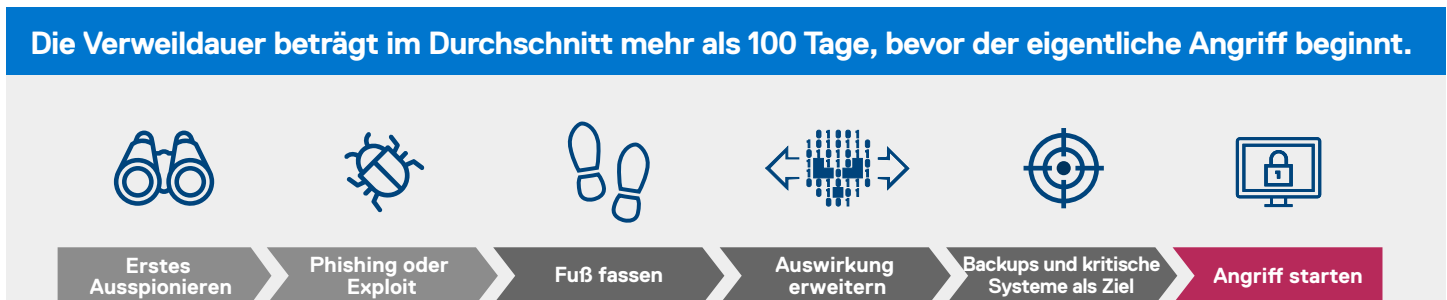 Die Verweildauer beträgt im Durchschnitt mehr als 100 Tage, bevor der eigentliche Angriff beginnt.
Erstes
Ausspionieren
Phishing oder
Exploit
Fuß fassen
Auswirkung
erweitern
Backups und kritische
Systeme als Ziel
Angriff starten